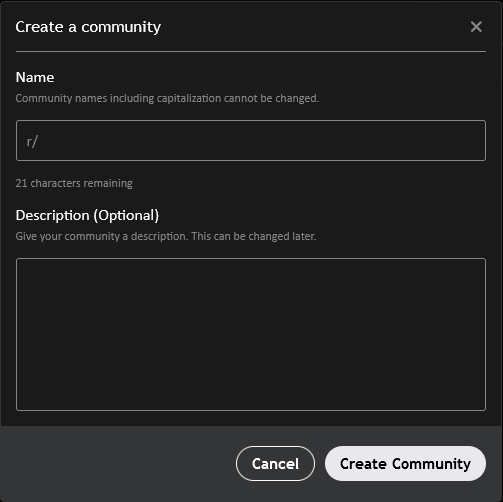 Create a community
Name
Community names including capitalization cannot be changed.
r/
21 characters remaining
Description (Optional)
Give your community a description. This can be changed later.
Cancel
Create Community